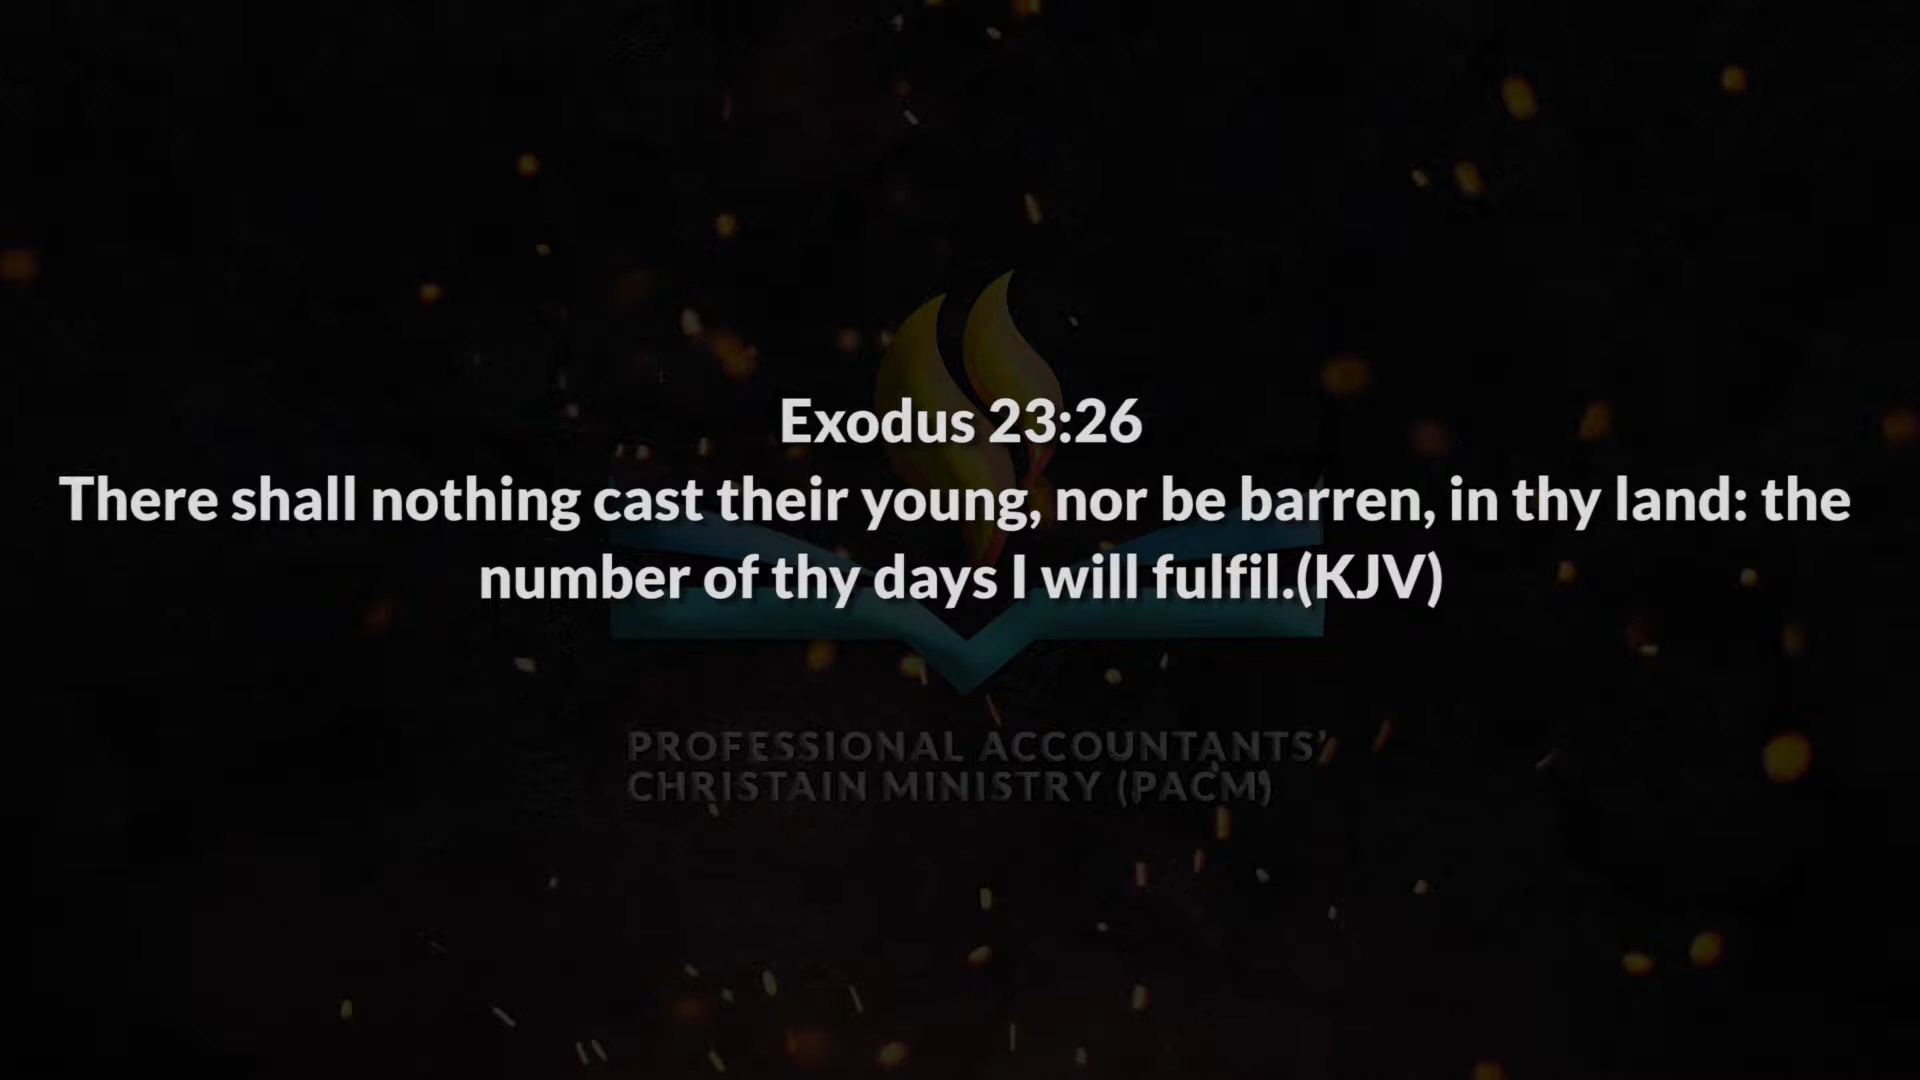 Exodus 23:26
There shall nothing cast their young, nor be barren, in thy land: the
number of thy days I will fulfil.(KJV)
PROFESSIONAL ACCOUNTANTS'
CHRISTAIN MINISTRY (PACM)